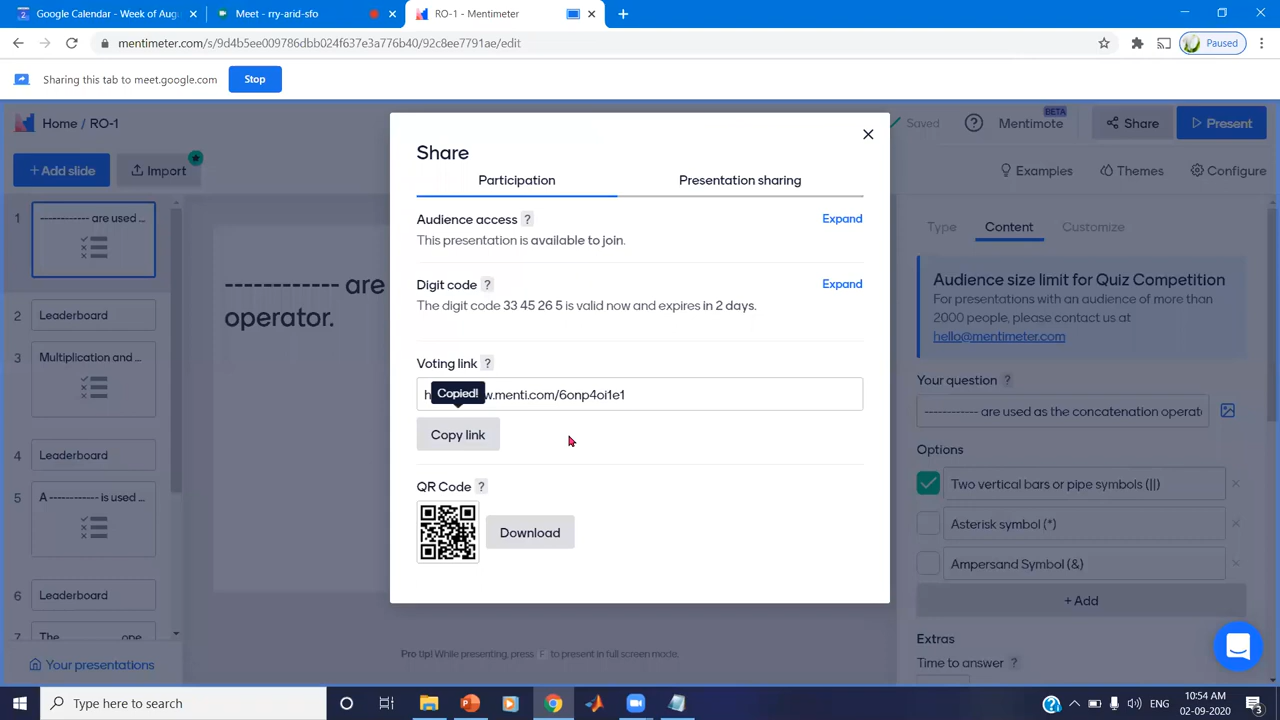 Google Calendar - Week of Aug
Meet - rry-arid-sfo
RO-1 - Mentimeter
mentimeter.com/s/9d4b5ee009786dbb024f637e3a776b40/92c8ee7791ae/edit
Paused
Sharing this tab to meet.google.com
Stop
Home / RO-1
Saved
BETA
Mentimote
Share
Present
+ Add slide
Import
Examples
Themes
Configure
Share
Participation
Presentation sharing
Audience access ?
Expand
This presentation is available to join.
Digit code ?
Expand
The digit code 33 45 26 5 is valid now and expires in 2 days.
Voting link ?
Copied!
w.menti.com/6onp4oi1e1
Copy link
QR Code ?
Download
1 ------------ are used ...
2 Leaderboard
3 Multiplication and ...
4 Leaderboard
5 A ------------ is used ...
6 Leaderboard
7 The
ope
Your presentations
------------ are
operator.
Pro Up! While presenting, press F to present in full screen mode.
Type
Content
Customize
Audience size limit for Quiz Competition
For presentations with an audience of more than
2000 people, please contact us at
hello@mentimeter.com
Your question ?
------------ are used as the concatenation operat
Options
Two vertical bars or pipe symbols (||)
Asterisk symbol (*)
Ampersand Symbol (&)
+ Add
Extras
Time to answer ?
Type here to search
ENG
10:54 AM
02-09-2020
3